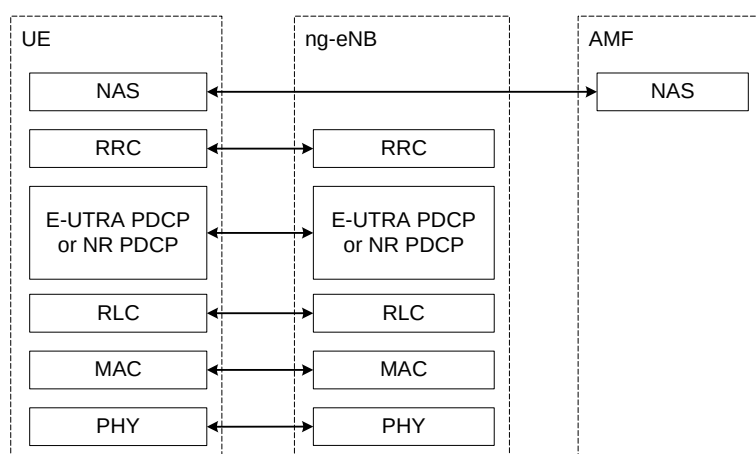 UE
ng-eNB
AMF
NAS
NAS
RRC
RRC
E-UTRA PDCP
or NR PDCP
E-UTRA PDCP
or NR PDCP
RLC
RLC
MAC
MAC
PHY
PHY